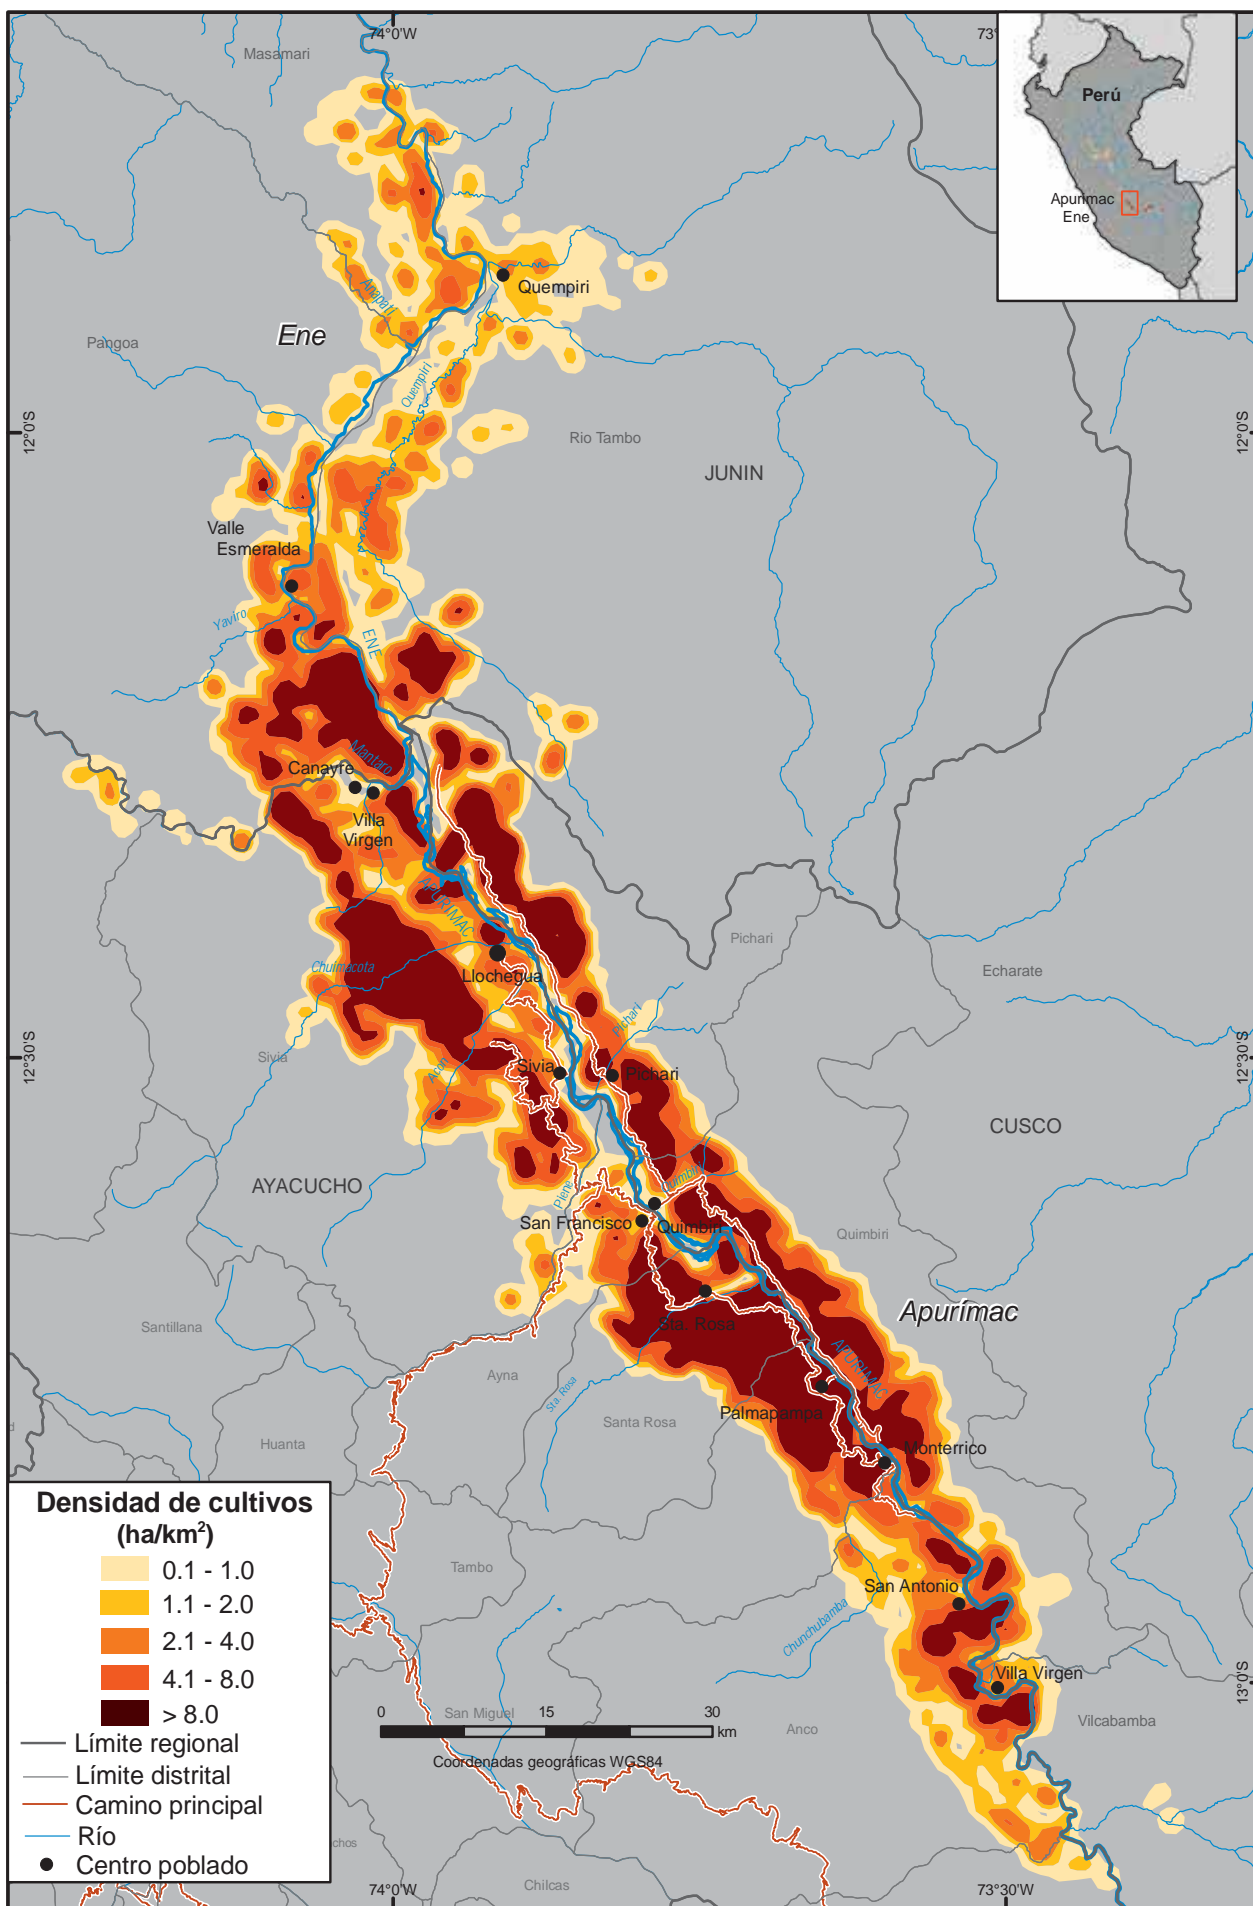 74°0'W
73°
Masamari
Perú
Apurimac
Ene
Quempiri
Anapati
Ene
Pangoa
Quempiri
12°0'S
12°0'S
Rio Tambo
JUNIN
Valle
Esmeralda
Yaviro
ENE
Mantaro
Canayre
Villa
Virgen
APURIMAC
Pichari
Llochegua
Chuimacota
Echarate
Pichari
12°30'S
12°30'S
Sivia
Acon
Sivia
Pichari
CUSCO
AYACUCHO
Quimbiri
Piene
San Francisco
Quimbiri
Quimbiri
Apurímac
Santillana
Sta. Rosa
APURIMAC
Ayna
Sta. Rosa
Palmapampa
Santa Rosa
Huanta
Monterrico
Densidad de cultivos
(ha/km²)
0.1 - 1.0
1.1 - 2.0
2.1 - 4.0
4.1 - 8.0
> 8.0
Límite regional
Límite distrital
Camino principal
Río
Centro poblado
Tambo
San Antonio
Chunchubamba
Villa Virgen
13°0'S
San Miguel
Anco
Vilcabamba
0 15 30
km
Coordenadas geográficas WGS84
chos
Chilcas
74°0'W
73°30'W